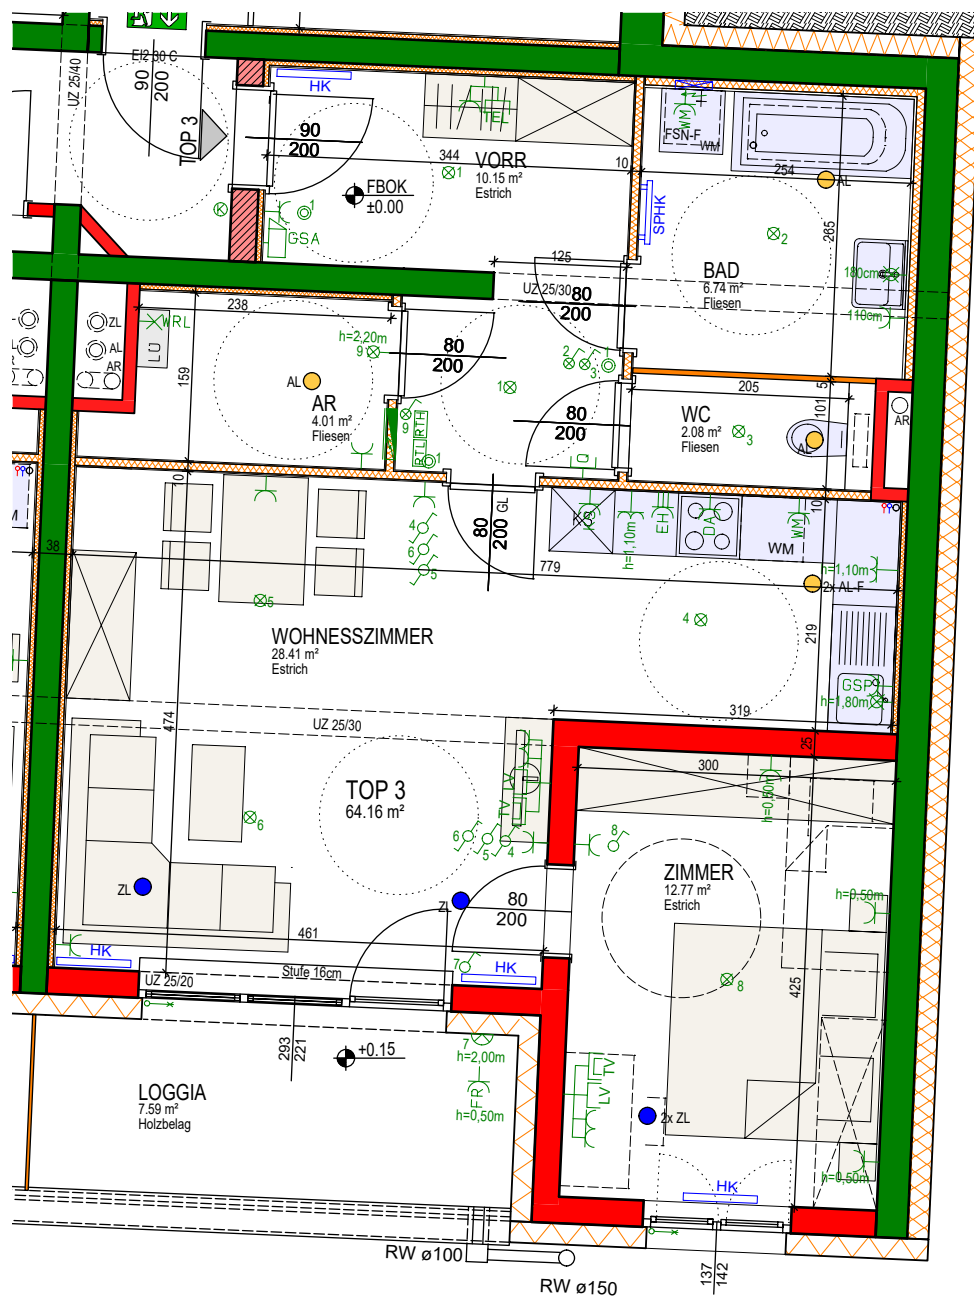 EI2 30 C
90
200
UZ 25/40
TOP 3
HK
90
200
344
TEL
VORR
10.15 m²
Estrich
10
FBOK
±0.00
1
1
K
GSA
WM
FSN-F
WM
254
AL
SPHK
2
265
BAD
6.74 m²
Fliesen
180cm
110cm
125
UZ 25/30
80
200
238
WRL
LU
h=2,20m
9
80
200
ZL
AL
AR
159
AL
AR
4.01 m²
Fliesen
9
RTL
RTH
1
1
2
3
1
80
200
205
5
101
WC
2.08 m²
Fliesen
3
AL
AR
LQ
10
10
80
200
GL
4
6
5
KS
h=1,10m
EH
DA
WM
WM
38
779
h=1,10m
2x AL-F
5
WOHNESSZIMMER
28.41 m²
Estrich
4
219
GSP
h=1,80m
474
UZ 25/30
319
25
300
TOP 3
64.16 m²
TV
LV
h=0,50m
6
6
5
4
8
ZIMMER
12.77 m²
Estrich
h=0,50m
ZL
ZL
80
200
461
HK
7
HK
UZ 25/20
Stufe 16cm
8
425
293
221
+0.15
7
h=2,00m
FR
h=0,50m
LOGGIA
7.59 m²
Holzbelag
TV
LV
2x ZL
h=0,50m
HK
RW ø100
RW ø150
137
142